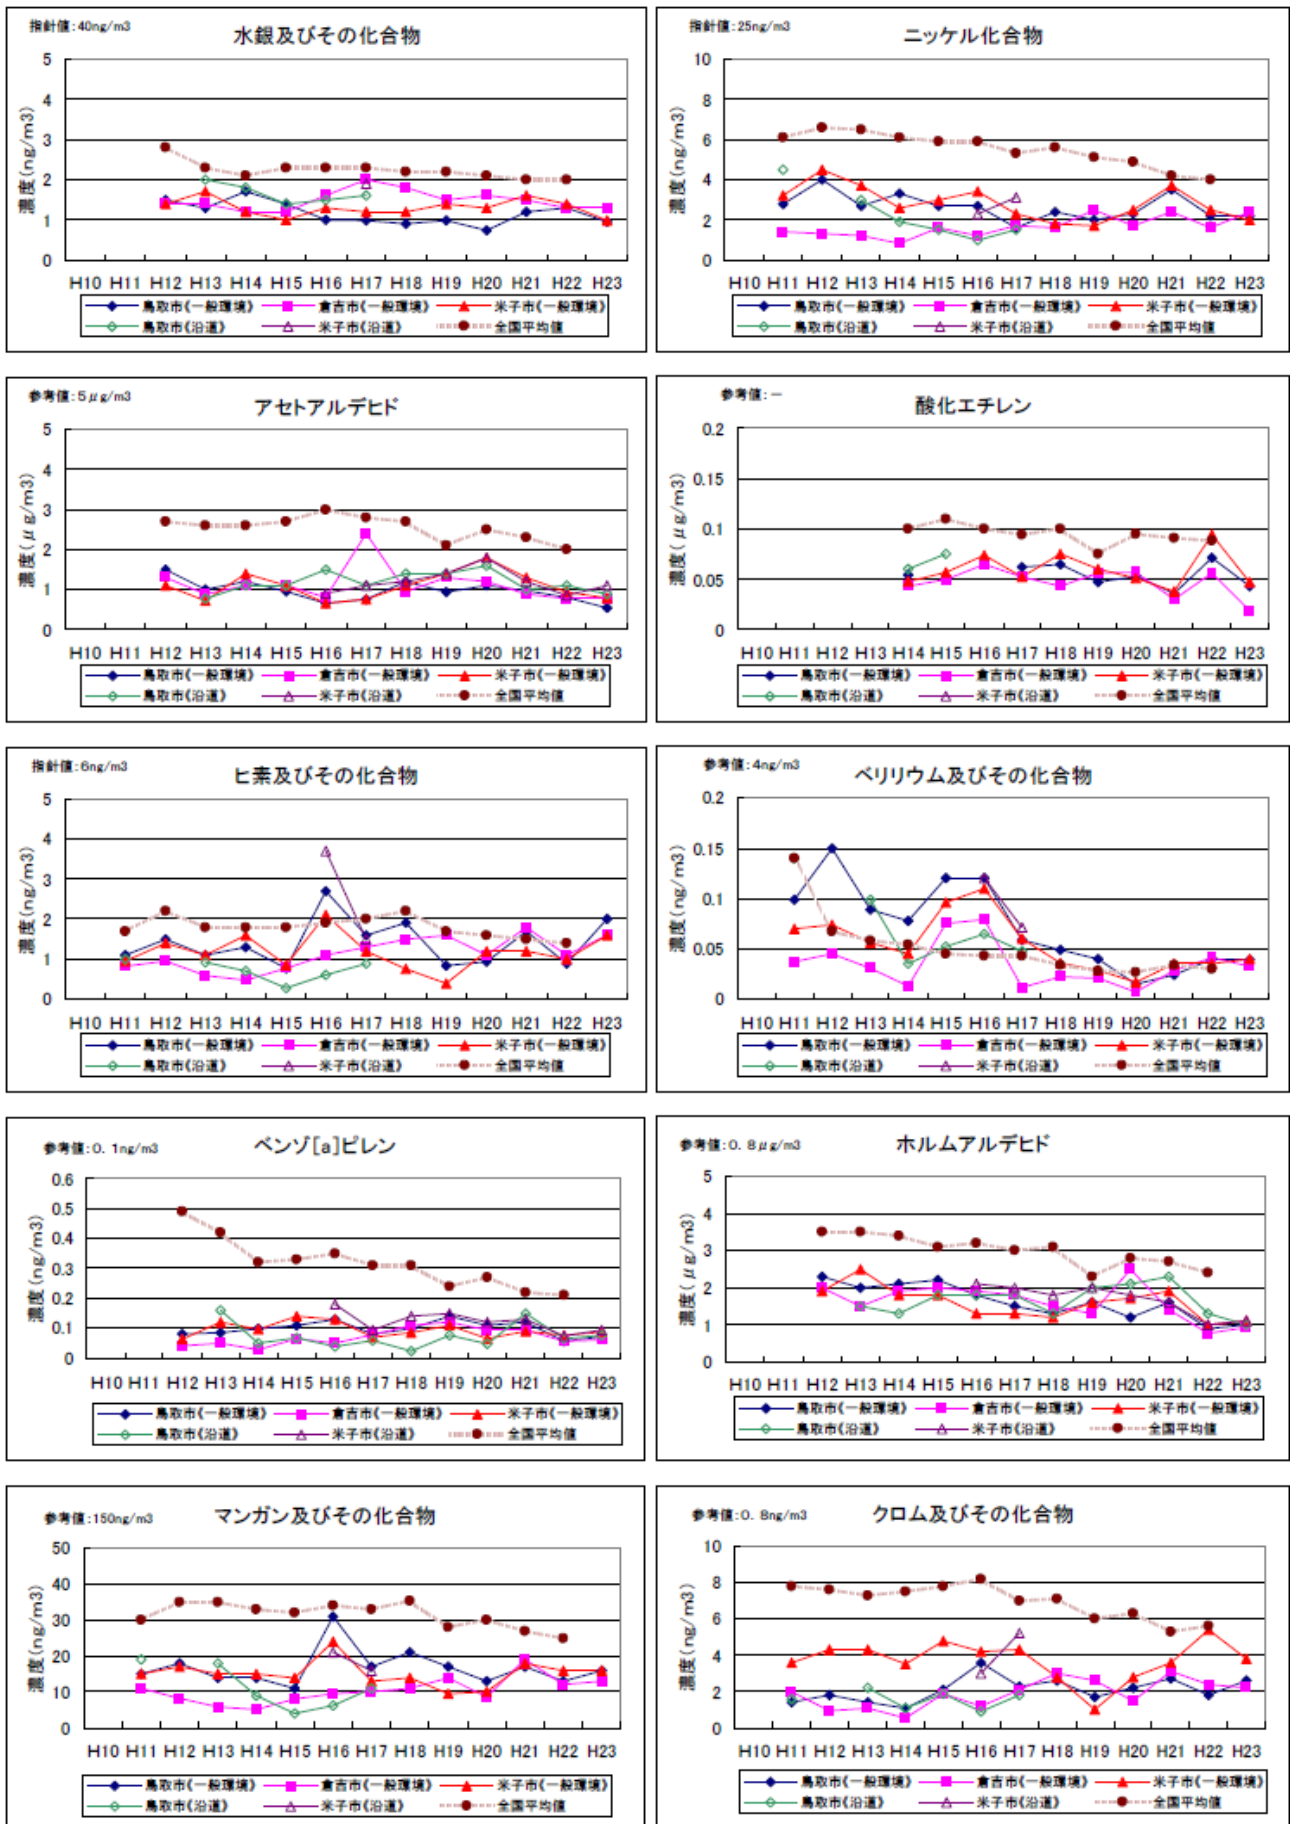 指針値：40ng/m3
水銀及びその化合物
濃度(ng/m3)
5
4
3
2
1
0
H10 H11 H12 H13 H14 H15 H16 H17 H18 H19 H20 H21 H22 H23
鳥取市《一般環境》 倉吉市《一般環境》 米子市《一般環境》
鳥取市《沿道》 米子市《沿道》 全国平均値
指針値：25ng/m3
ニッケル化合物
濃度(ng/m3)
10
8
6
4
2
0
H10 H11 H12 H13 H14 H15 H16 H17 H18 H19 H20 H21 H22 H23
鳥取市《一般環境》 倉吉市《一般環境》 米子市《一般環境》
鳥取市《沿道》 米子市《沿道》 全国平均値
参考値：5μg/m3
アセトアルデヒド
濃度(μg/m3)
5
4
3
2
1
0
H10 H11 H12 H13 H14 H15 H16 H17 H18 H19 H20 H21 H22 H23
鳥取市《一般環境》 倉吉市《一般環境》 米子市《一般環境》
鳥取市《沿道》 米子市《沿道》 全国平均値
参考値：－
酸化エチレン
濃度(μg/m3)
0.2
0.15
0.1
0.05
0
H10 H11 H12 H13 H14 H15 H16 H17 H18 H19 H20 H21 H22 H23
鳥取市《一般環境》 倉吉市《一般環境》 米子市《一般環境》
鳥取市《沿道》 米子市《沿道》 全国平均値
指針値：6ng/m3
ヒ素及びその化合物
濃度(ng/m3)
5
4
3
2
1
0
H10 H11 H12 H13 H14 H15 H16 H17 H18 H19 H20 H21 H22 H23
鳥取市《一般環境》 倉吉市《一般環境》 米子市《一般環境》
鳥取市《沿道》 米子市《沿道》 全国平均値
参考値：4ng/m3
ベリリウム及びその化合物
濃度(ng/m3)
0.2
0.15
0.1
0.05
0
H10 H11 H12 H13 H14 H15 H16 H17 H18 H19 H20 H21 H22 H23
鳥取市《一般環境》 倉吉市《一般環境》 米子市《一般環境》
鳥取市《沿道》 米子市《沿道》 全国平均値
参考値：0．1ng/m3
ベンゾ[a]ピレン
濃度(ng/m3)
0.6
0.5
0.4
0.3
0.2
0.1
0
H10 H11 H12 H13 H14 H15 H16 H17 H18 H19 H20 H21 H22 H23
鳥取市《一般環境》 倉吉市《一般環境》 米子市《一般環境》
鳥取市《沿道》 米子市《沿道》 全国平均値
参考値：0．8μg/m3
ホルムアルデヒド
濃度(μg/m3)
5
4
3
2
1
0
H10 H11 H12 H13 H14 H15 H16 H17 H18 H19 H20 H21 H22 H23
鳥取市《一般環境》 倉吉市《一般環境》 米子市《一般環境》
鳥取市《沿道》 米子市《沿道》 全国平均値
参考値：150ng/m3
マンガン及びその化合物
濃度(ng/m3)
50
40
30
20
10
0
H10 H11 H12 H13 H14 H15 H16 H17 H18 H19 H20 H21 H22 H23
鳥取市《一般環境》 倉吉市《一般環境》 米子市《一般環境》
鳥取市《沿道》 米子市《沿道》 全国平均値
参考値：0．8ng/m3
クロム及びその化合物
濃度(ng/m3)
10
8
6
4
2
0
H10 H11 H12 H13 H14 H15 H16 H17 H18 H19 H20 H21 H22 H23
鳥取市《一般環境》 倉吉市《一般環境》 米子市《一般環境》
鳥取市《沿道》 米子市《沿道》 全国平均値